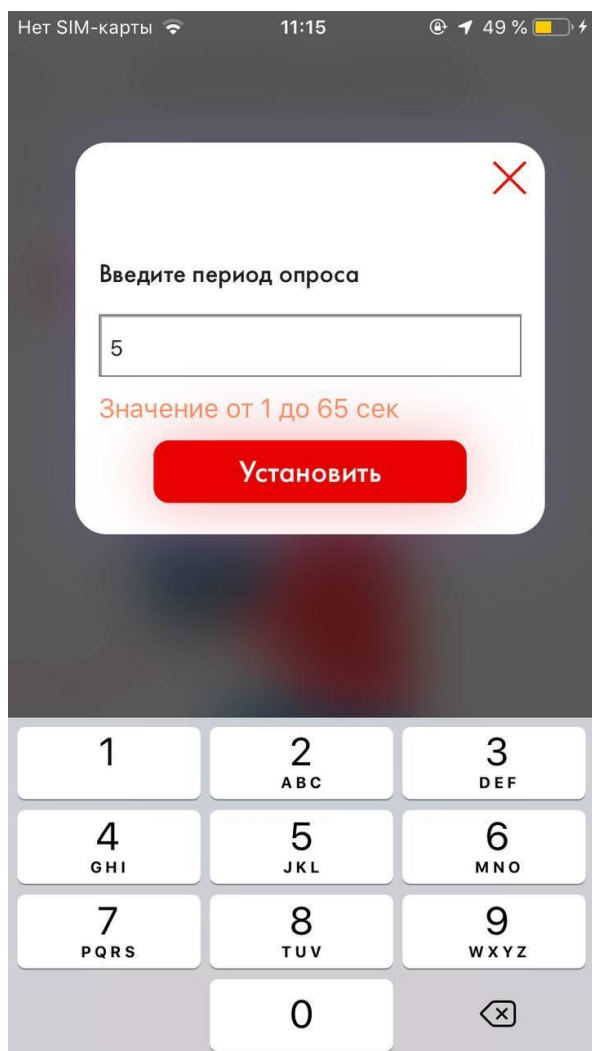 Нет SIM-карты 11:15 49 %
Введите период опроса
5
Значение от 1 до 65 сек
Установить
1 2 3
ABC DEF
4 5 6
GHI JKL MNO
7 8 9
PQRS TUV WXYZ
0